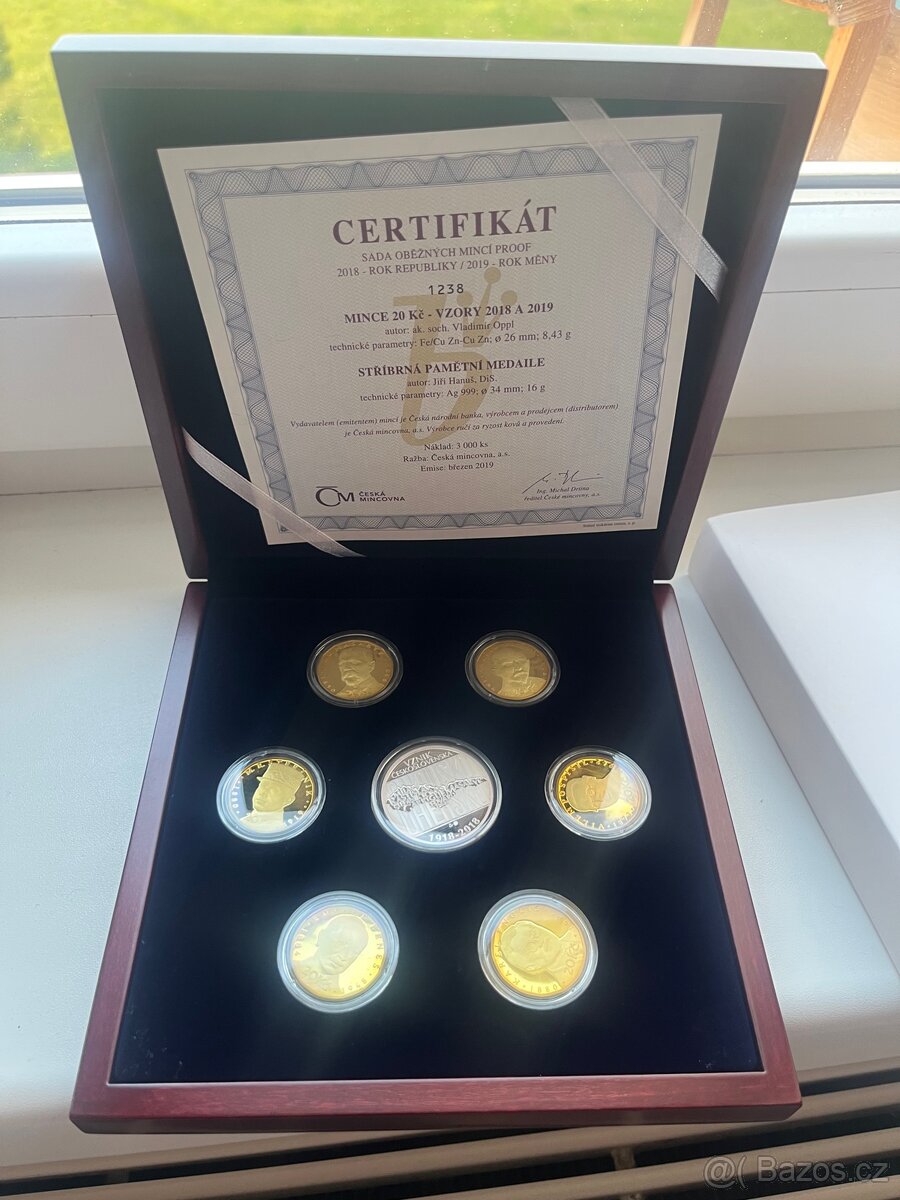 CERTIFIKÁT
SADA OBĚŽNÝCH MINCÍ PROOF
2018 - ROK REPUBLIKY / 2019 - ROK MĚNY
1238
MINCE 20 Kč - VZORY 2018 A 2019
autor: ak. soch. Vladimír Oppl
technické parametry: Fe/Cu Zn-Cu Zn; ø 26 mm; 8,43 g
STŘÍBRNÁ PAMĚTNÍ MEDAILE
autor: Jiří Hanuš, DiS.
technické parametry: Ag 999; ø 34 mm; 16 g
Vydavatelem (emitentem) mincí je Česká národní banka, výrobcem a prodejcem (distributorem)
je Česká mincovna, a.s. Výrobce ručí za ryzost kovů a provedení.
Náklad: 3 000 ks
Ražba: Česká mincovna, a.s.
Emise: březen 2019
ČM ČESKÁ
MINCOVNA
Ing. Michal Drtina
ředitel České mincovny, a.s.
VZNIK
ČESKOSLOVENSKA
1918-2018
@( Bazos.cz